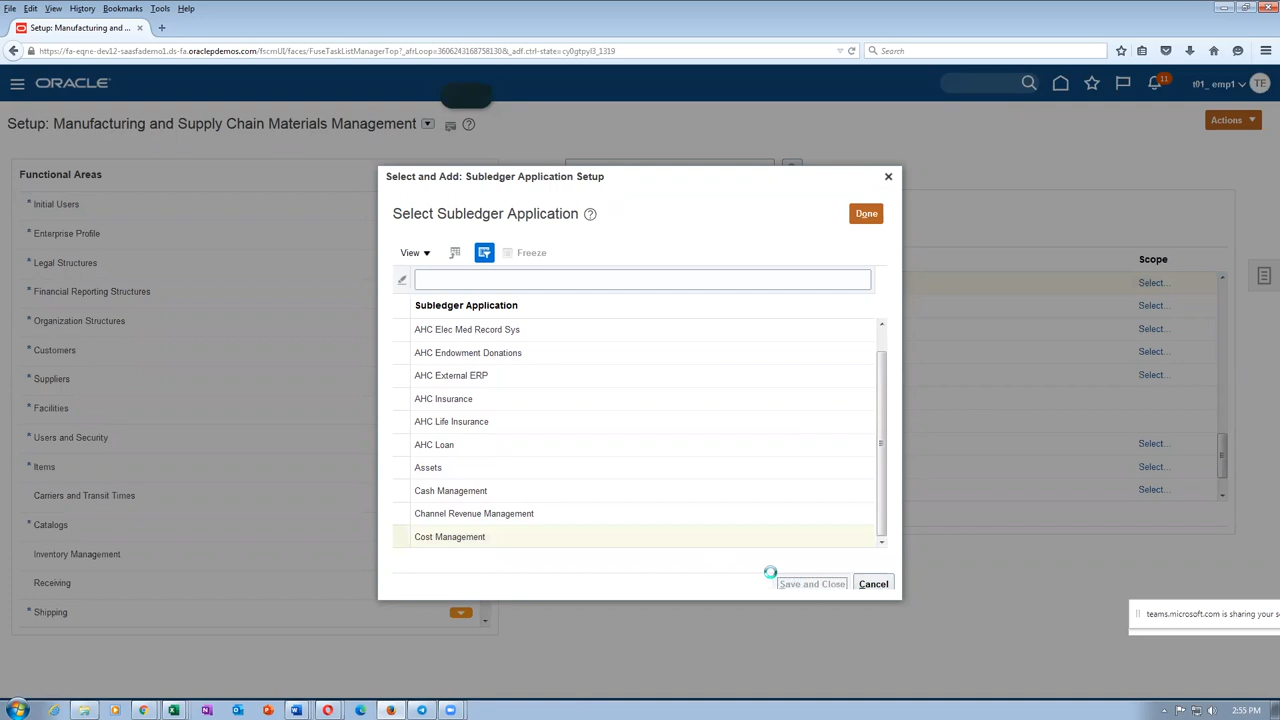 File Edit View History Bookmarks Tools Help
Setup: Manufacturing and ... × +
https://fa-eqne-dev12-saasfademo1.ds-fa.oraclepdemos.com/fscmUI/faces/FuseTaskListManagerTop?_afrLoop=36062431687581308&_adf.ctrl-state=cy0gtpyl3_1319
Search
ORACLE
11
t01_ emp1
TE
Setup: Manufacturing and Supply Chain Materials Management
Actions
Functional Areas
* Initial Users
* Enterprise Profile
* Legal Structures
* Financial Reporting Structures
* Organization Structures
* Customers
* Suppliers
* Facilities
* Users and Security
* Items
Carriers and Transit Times
* Catalogs
Inventory Management
Receiving
* Shipping
Select and Add: Subledger Application Setup
Select Subledger Application
Done
View
Freeze
Subledger Application
AHC Elec Med Record Sys
AHC Endowment Donations
AHC External ERP
AHC Insurance
AHC Life Insurance
AHC Loan
Assets
Cash Management
Channel Revenue Management
Cost Management
Save and Close Cancel
Scope
Select...
Select...
Select...
Select...
Select...
Select...
Select...
Select...
teams.microsoft.com is sharing your
2:55 PM